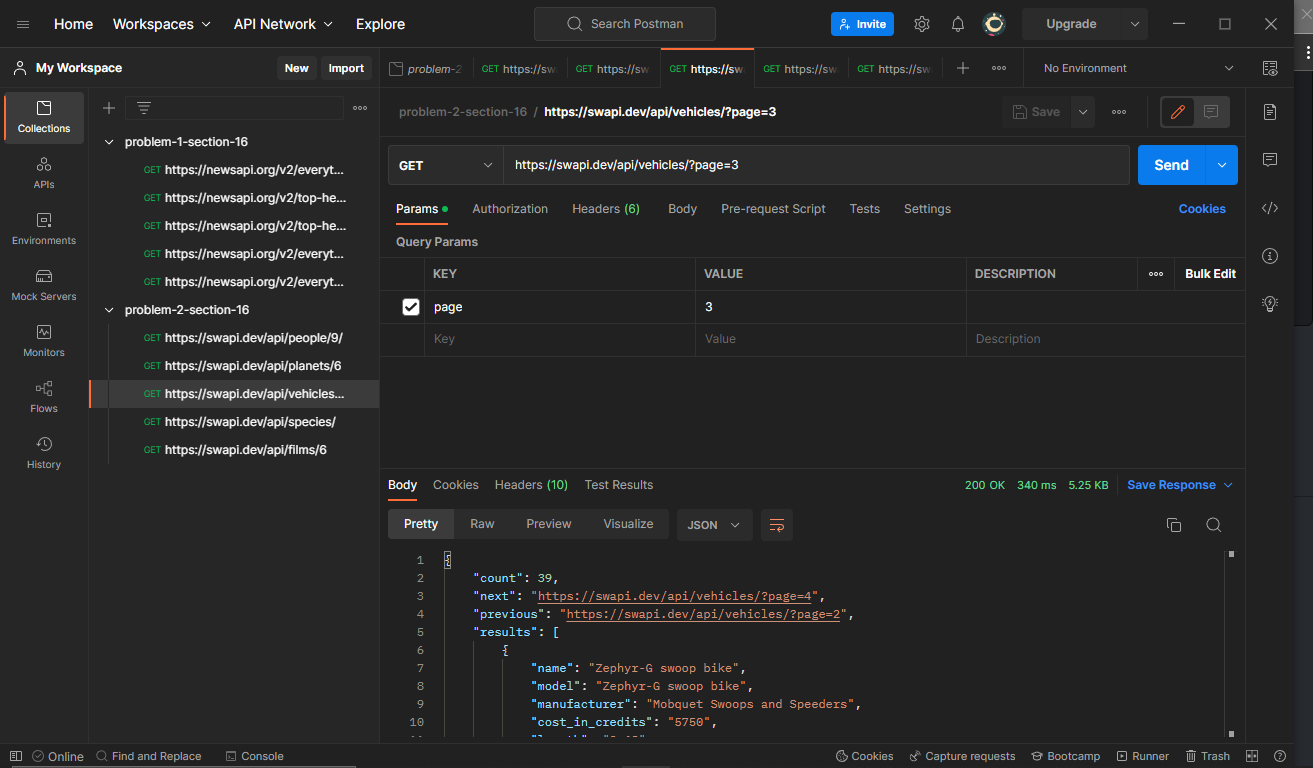 Home Workspaces API Network Explore Search Postman Invite Upgrade
My Workspace New Import
problem-2 GET https://sw GET https://sw GET https://sw GET https://sw GET https://sw No Environment
Collections
APIs
Environments
Mock Servers
Monitors
Flows
History
problem-1-section-16
GET https://newsapi.org/v2/everyt...
GET https://newsapi.org/v2/top-he...
GET https://newsapi.org/v2/top-he...
GET https://newsapi.org/v2/everyt...
GET https://newsapi.org/v2/everyt...
problem-2-section-16
GET https://swapi.dev/api/people/9/
GET https://swapi.dev/api/planets/6
GET https://swapi.dev/api/vehicles...
GET https://swapi.dev/api/species/
GET https://swapi.dev/api/films/6
problem-2-section-16 / https://swapi.dev/api/vehicles/?page=3 Save
GET https://swapi.dev/api/vehicles/?page=3 Send
Params Authorization Headers (6) Body Pre-request Script Tests Settings Cookies
Query Params
KEY VALUE DESCRIPTION Bulk Edit
page 3
Key Value Description
Body Cookies Headers (10) Test Results 200 OK 340 ms 5.25 KB Save Response
Pretty Raw Preview Visualize JSON
1 {
2 "count": 39,
3 "next": "https://swapi.dev/api/vehicles/?page=4",
4 "previous": "https://swapi.dev/api/vehicles/?page=2",
5 "results": [
6 {
7 "name": "Zephyr-G swoop bike",
8 "model": "Zephyr-G swoop bike",
9 "manufacturer": "Mobquet Swoops and Speeders",
10 "cost_in_credits": "5750",
Online Find and Replace Console Cookies Capture requests Bootcamp Runner Trash